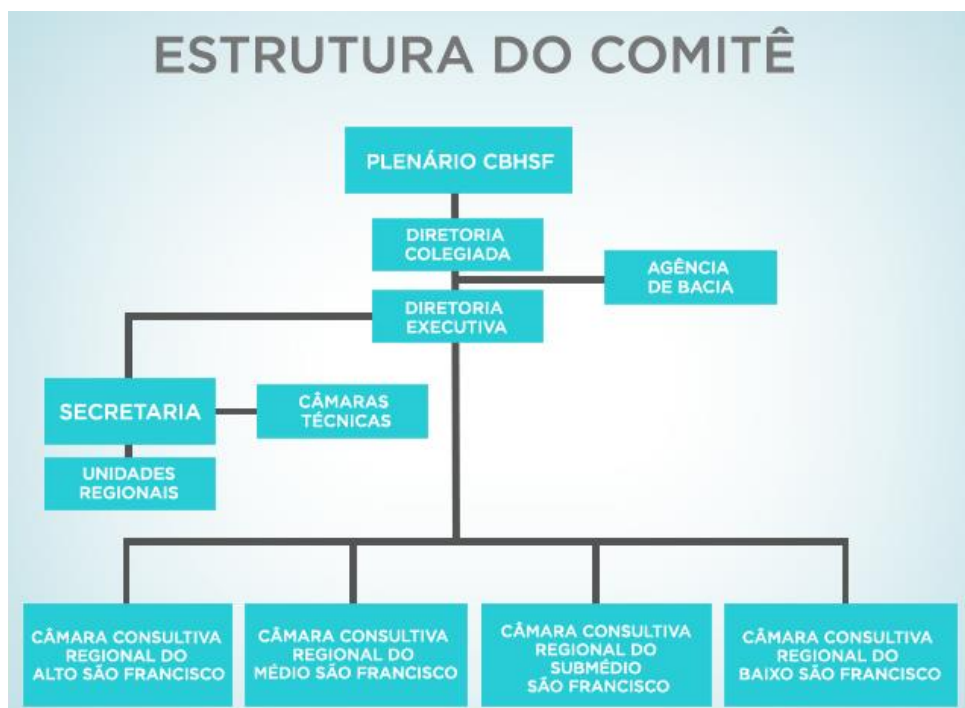 ESTRUTURA DO COMITÊ
PLENÁRIO CBHSF
DIRETORIA
COLEGIADA
AGÊNCIA
DE BACIA
DIRETORIA
EXECUTIVA
SECRETARIA
CÂMARAS
TÉCNICAS
UNIDADES
REGIONAIS
CÂMARA CONSULTIVA
REGIONAL DO
ALTO SÃO FRANCISCO
CÂMARA CONSULTIVA
REGIONAL DO
MÉDIO SÃO FRANCISCO
CÂMARA CONSULTIVA
REGIONAL DO
SUBMÉDIO
SÃO FRANCISCO
CÂMARA CONSULTIVA
REGIONAL DO
BAIXO SÃO FRANCISCO